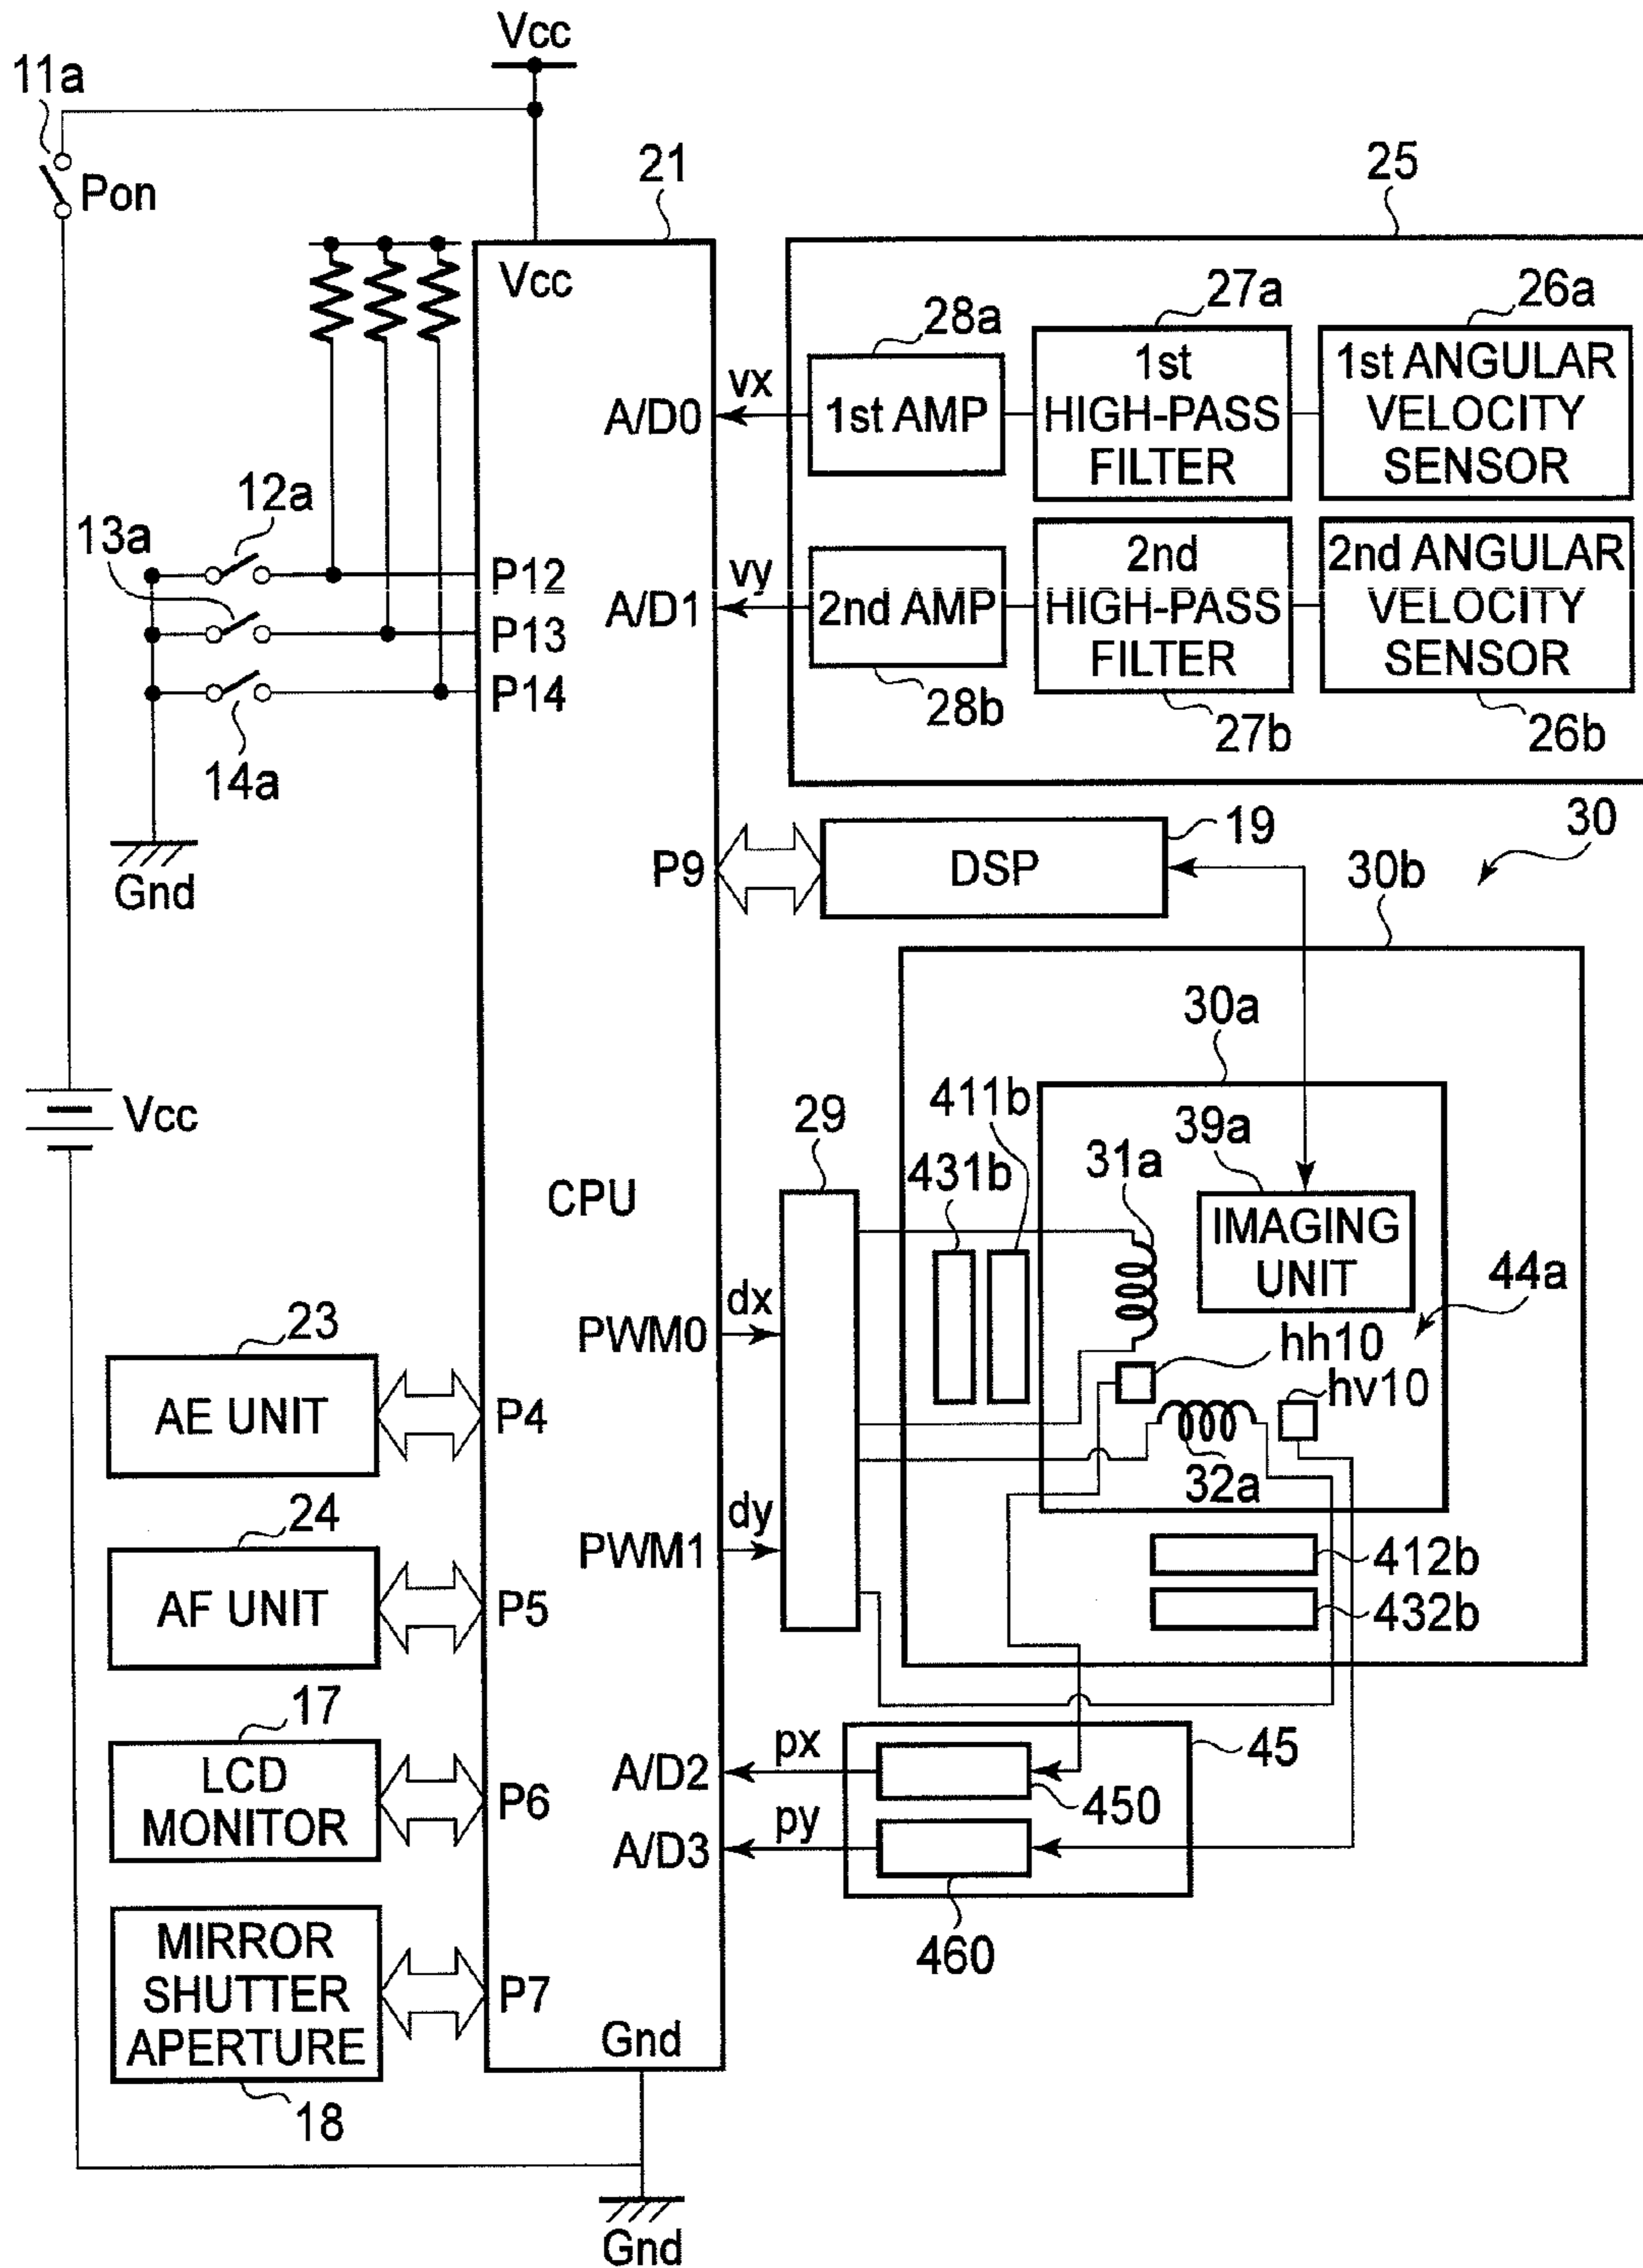 Vcc
11a
Pon
21
25
Vcc
28a
27a
26a
A/D0
vx
1st AMP
1st
HIGH-PASS
FILTER
1st ANGULAR
VELOCITY
SENSOR
12a
13a
P12
P13
P14
A/D1
vy
2nd AMP
2nd
HIGH-PASS
FILTER
2nd ANGULAR
VELOCITY
SENSOR
28b
27b
26b
14a
Gnd
P9
DSP
19
30
30b
30a
Vcc
29
411b
431b
31a
39a
IMAGING
UNIT
44a
CPU
PWM0
dx
hh10
hv10
32a
23
AE UNIT
P4
24
AF UNIT
P5
PWM1
dy
412b
432b
17
LCD
MONITOR
P6
A/D2
px
45
450
A/D3
py
460
MIRROR
SHUTTER
APERTURE
P7
18
Gnd
Gnd